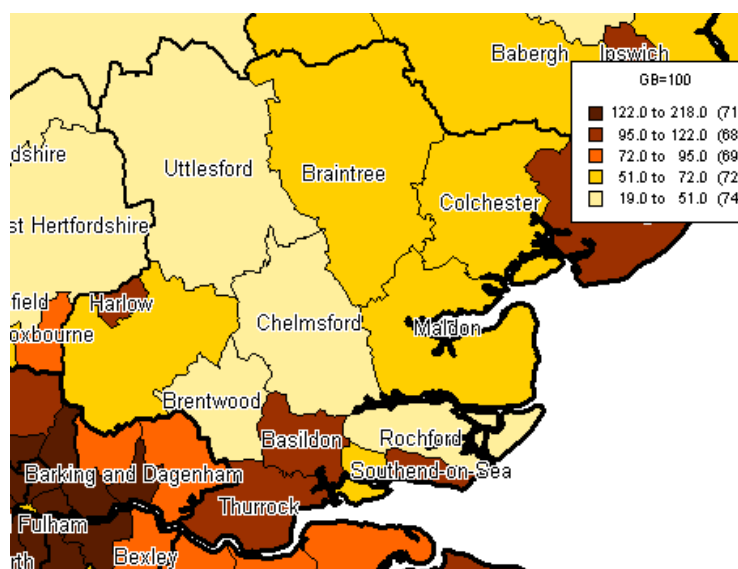 Babergh Ipswich
GB=100
122.0 to 218.0 (71
95.0 to 122.0 (68
72.0 to 95.0 (69
51.0 to 72.0 (72
19.0 to 51.0 (74
dshire
Uttlesford
Braintree
Colchester
st Hertfordshire
field
Harlow
oxbourne
Chelmsford
Maldon
Brentwood
Basildon
Rochford
Barking and Dagenham
Southend-on-Sea
Thurrock
Fulham
Bexley
rth